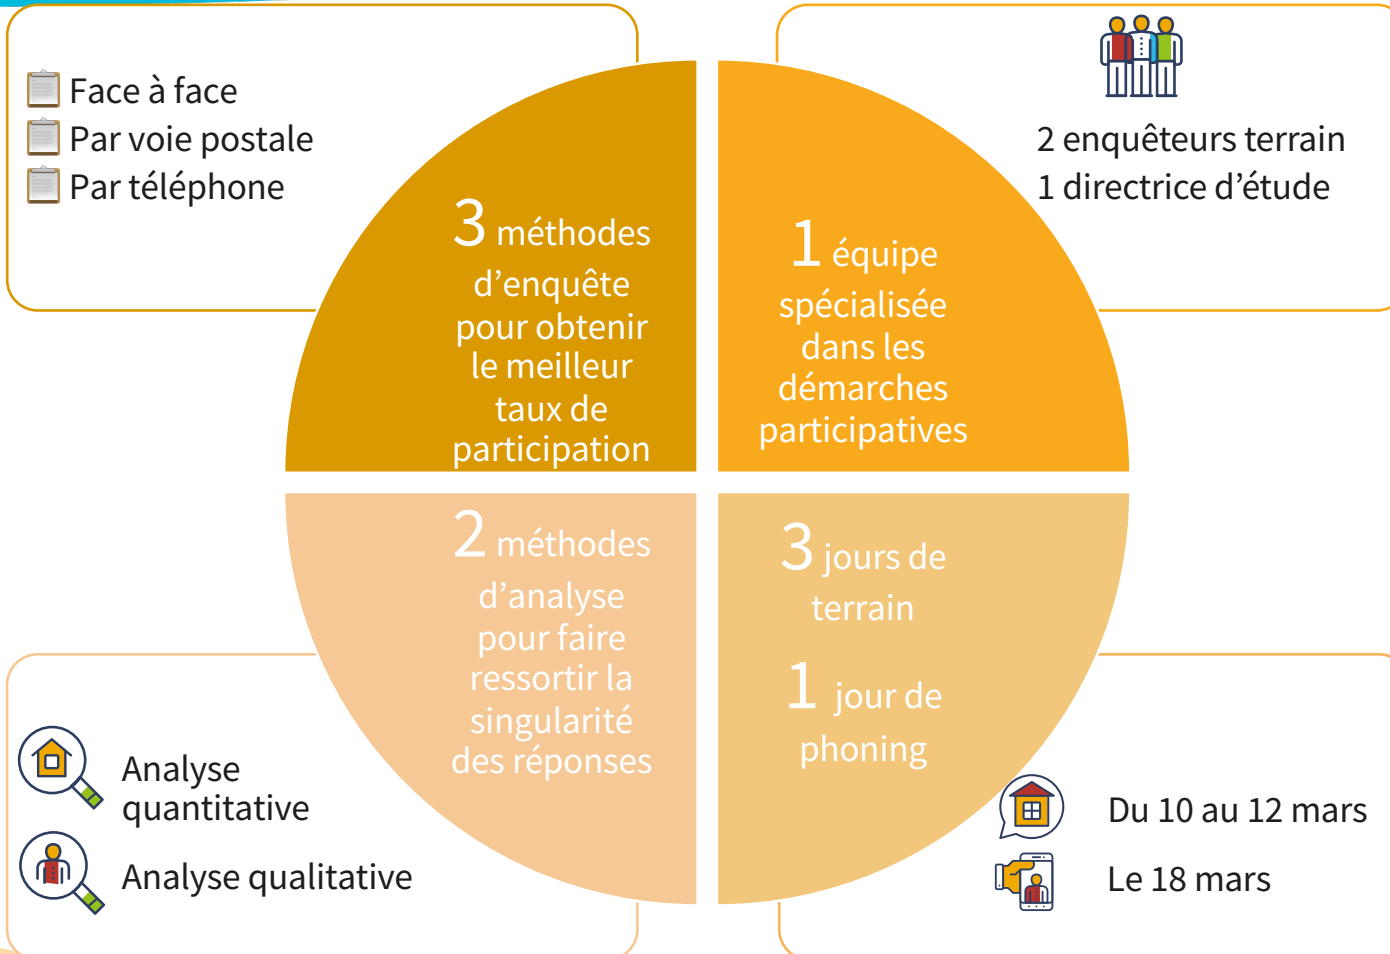 Face à face
Par voie postale
Par téléphone
3 méthodes
d’enquête
pour obtenir
le meilleur
taux de
participation
2 enquêteurs terrain
1 directrice d’étude
1 équipe
spécialisée
dans les
démarches
participatives
2 méthodes
d’analyse
pour faire
ressortir la
singularité
des réponses
Analyse
quantitative
Analyse qualitative
3 jours de
terrain
1 jour de
phoning
Du 10 au 12 mars
Le 18 mars